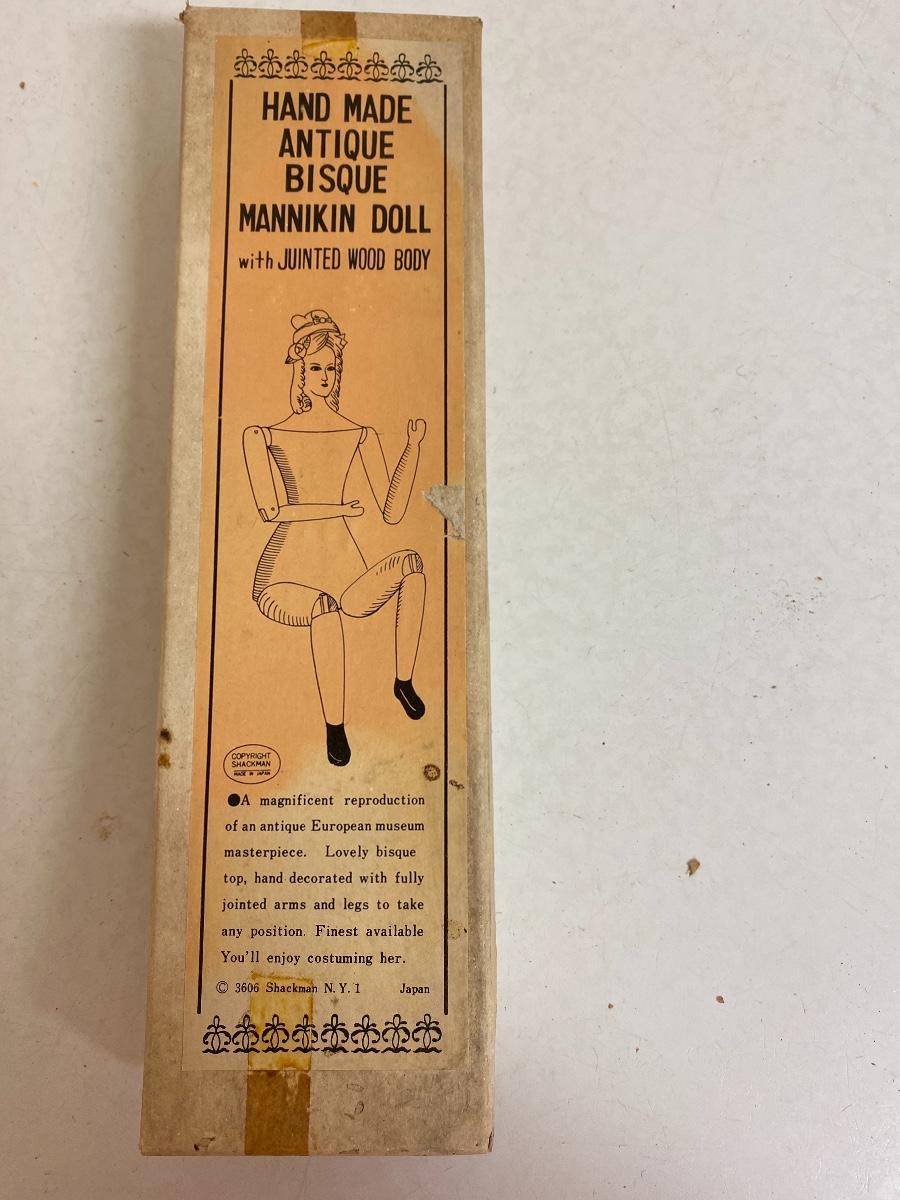 HAND MADE
ANTIQUE
BISQUE
MANNIKIN DOLL
with JUINTED WOOD BODY
COPYRIGHT
SHACKMAN
MADE IN JAPAN
●A magnificent reproduction
of an antique European museum
masterpiece. Lovely bisque
top, hand decorated with fully
jointed arms and legs to take
any position. Finest available
You'll enjoy costuming her.
© 3606 Shackman N.Y. 1 Japan